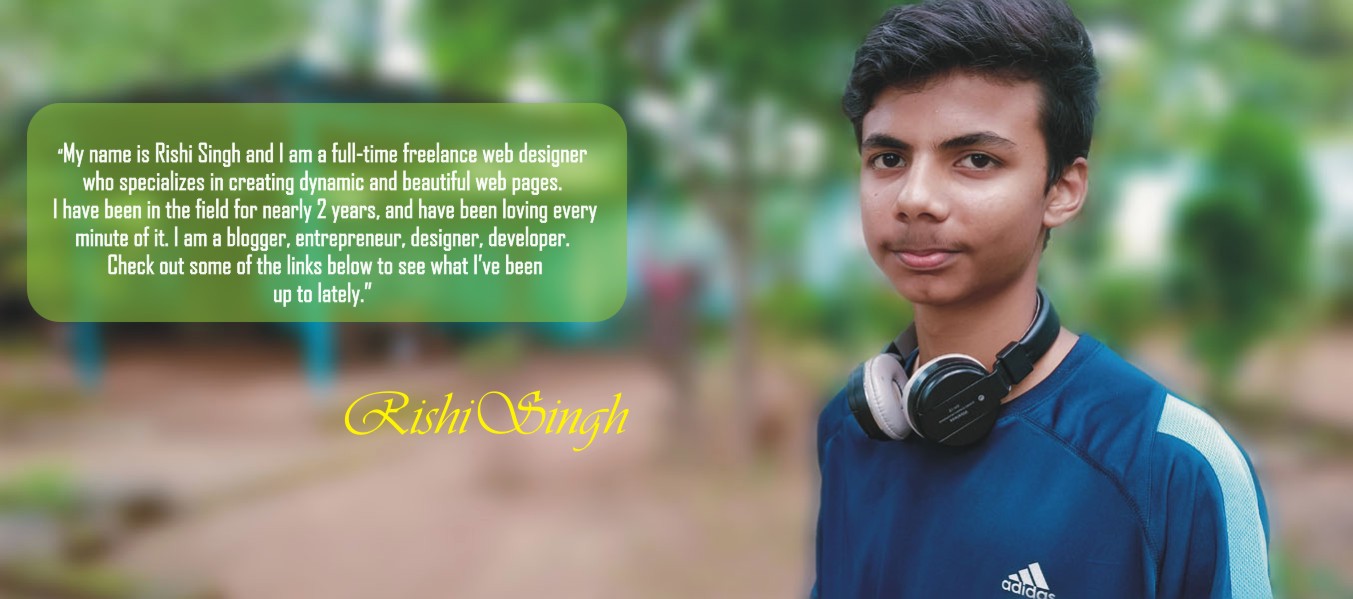 “My name is Rishi Singh and I am a full-time freelance web designer
who specializes in creating dynamic and beautiful web pages.
I have been in the field for nearly 2 years, and have been loving every
minute of it. I am a blogger, entrepreneur, designer, developer.
Check out some of the links below to see what I’ve been
up to lately.”
Rishi Singh
adidas